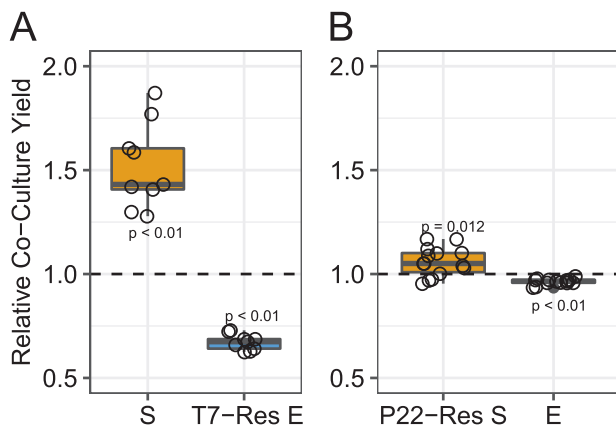 A
B
Relative Co-Culture Yield
2.0
1.5
1.0
0.5
p < 0.01
p < 0.01
S
T7-Res E
2.0
1.5
1.0
0.5
p = 0.012
p < 0.01
P22-Res S
E